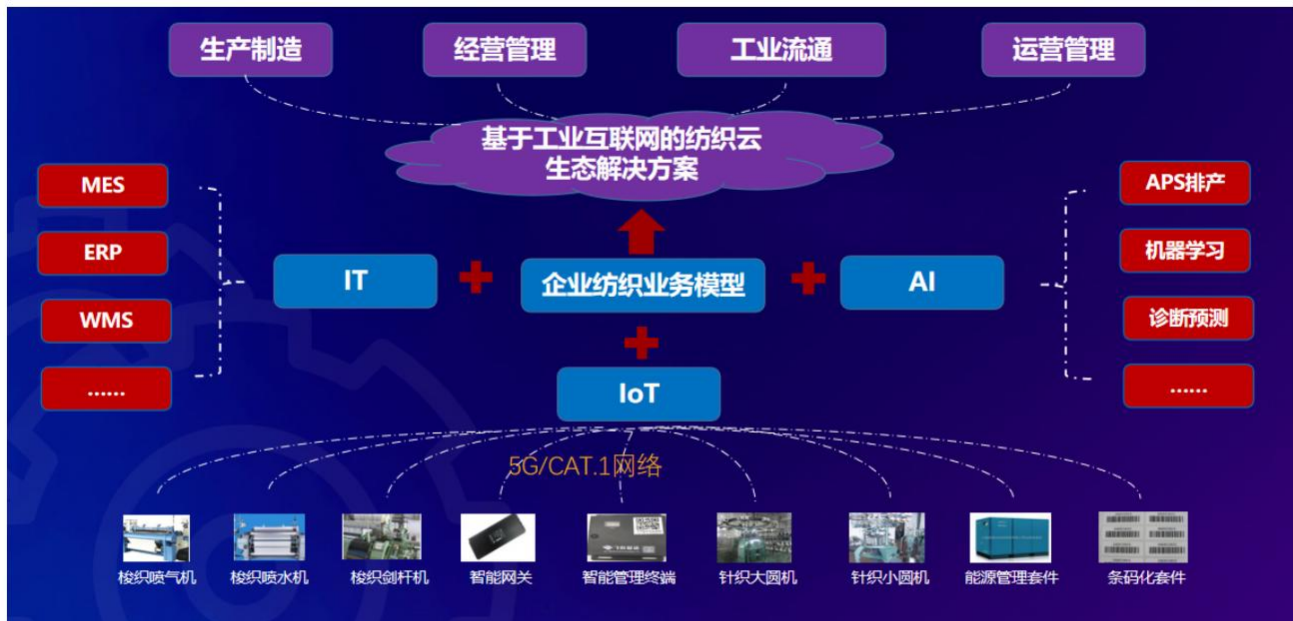 生产制造
经营管理
工业流通
运营管理
基于工业互联网的纺织云
生态解决方案
MES
ERP
WMS
……
IT
企业纺织业务模型
AI
APS排产
机器学习
诊断预测
……
IoT
5G/CAT.1网络
梭织喷气机
梭织喷水机
梭织剑杆机
智能网关
智能管理终端
针织大圆机
针织小圆机
能源管理套件
条码化套件